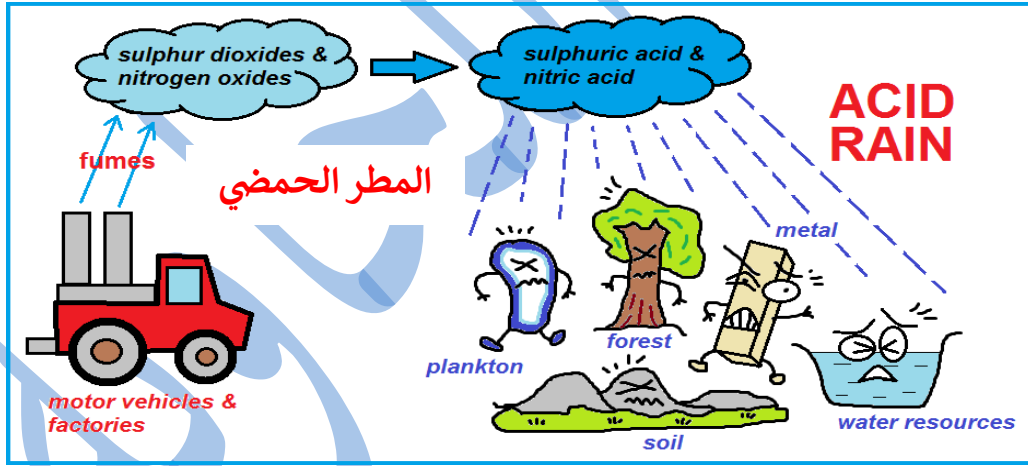 sulphur dioxides &
nitrogen oxides
sulphuric acid &
nitric acid
ACID
RAIN
fumes
المطر الحمضي
metal
plankton
forest
motor vehicles &
factories
soil
water resources